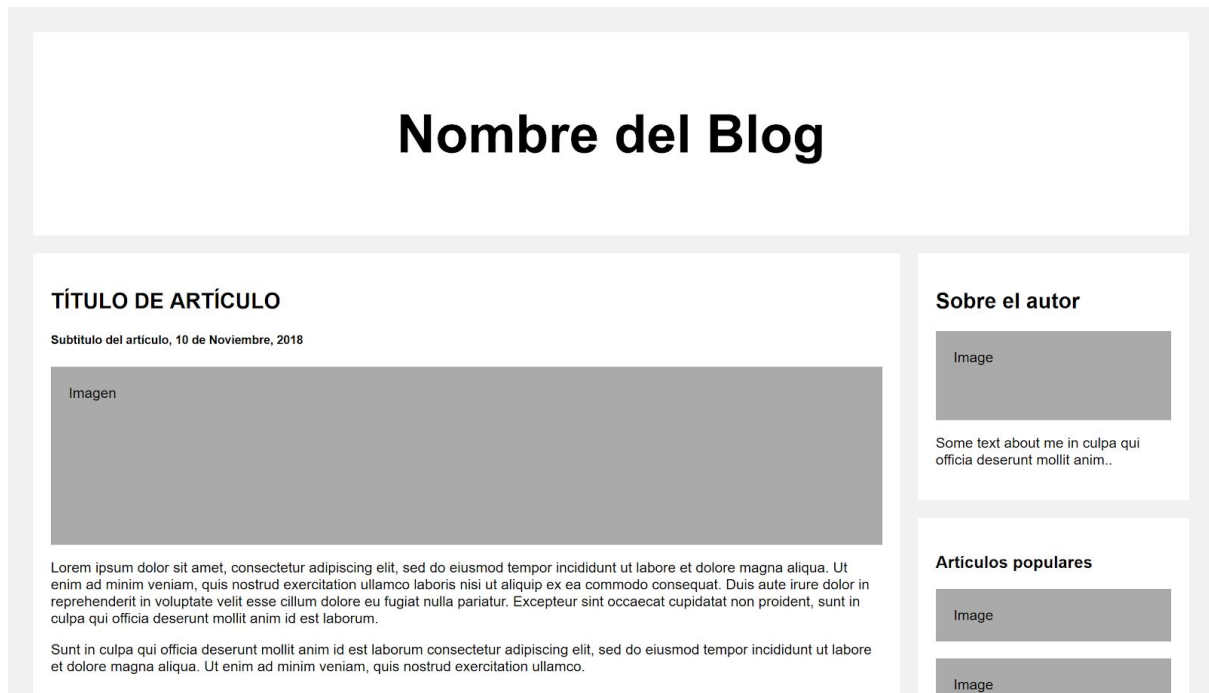 Nombre del Blog
TÍTULO DE ARTÍCULO
Subtitulo del artículo, 10 de Noviembre, 2018
Imagen
Lorem ipsum dolor sit amet, consectetur adipiscing elit, sed do eiusmod tempor incididunt ut labore et dolore magna aliqua. Ut
enim ad minim veniam, quis nostrud exercitation ullamco laboris nisi ut aliquip ex ea commodo consequat. Duis aute irure dolor in
reprehenderit in voluptate velit esse cillum dolore eu fugiat nulla pariatur. Excepteur sint occaecat cupidatat non proident, sunt in
culpa qui officia deserunt mollit anim id est laborum.
Sunt in culpa qui officia deserunt mollit anim id est laborum consectetur adipiscing elit, sed do eiusmod tempor incididunt ut labore
et dolore magna aliqua. Ut enim ad minim veniam, quis nostrud exercitation ullamco.
Sobre el autor
Image
Some text about me in culpa qui
officia deserunt mollit anim..
Artículos populares
Image
Image